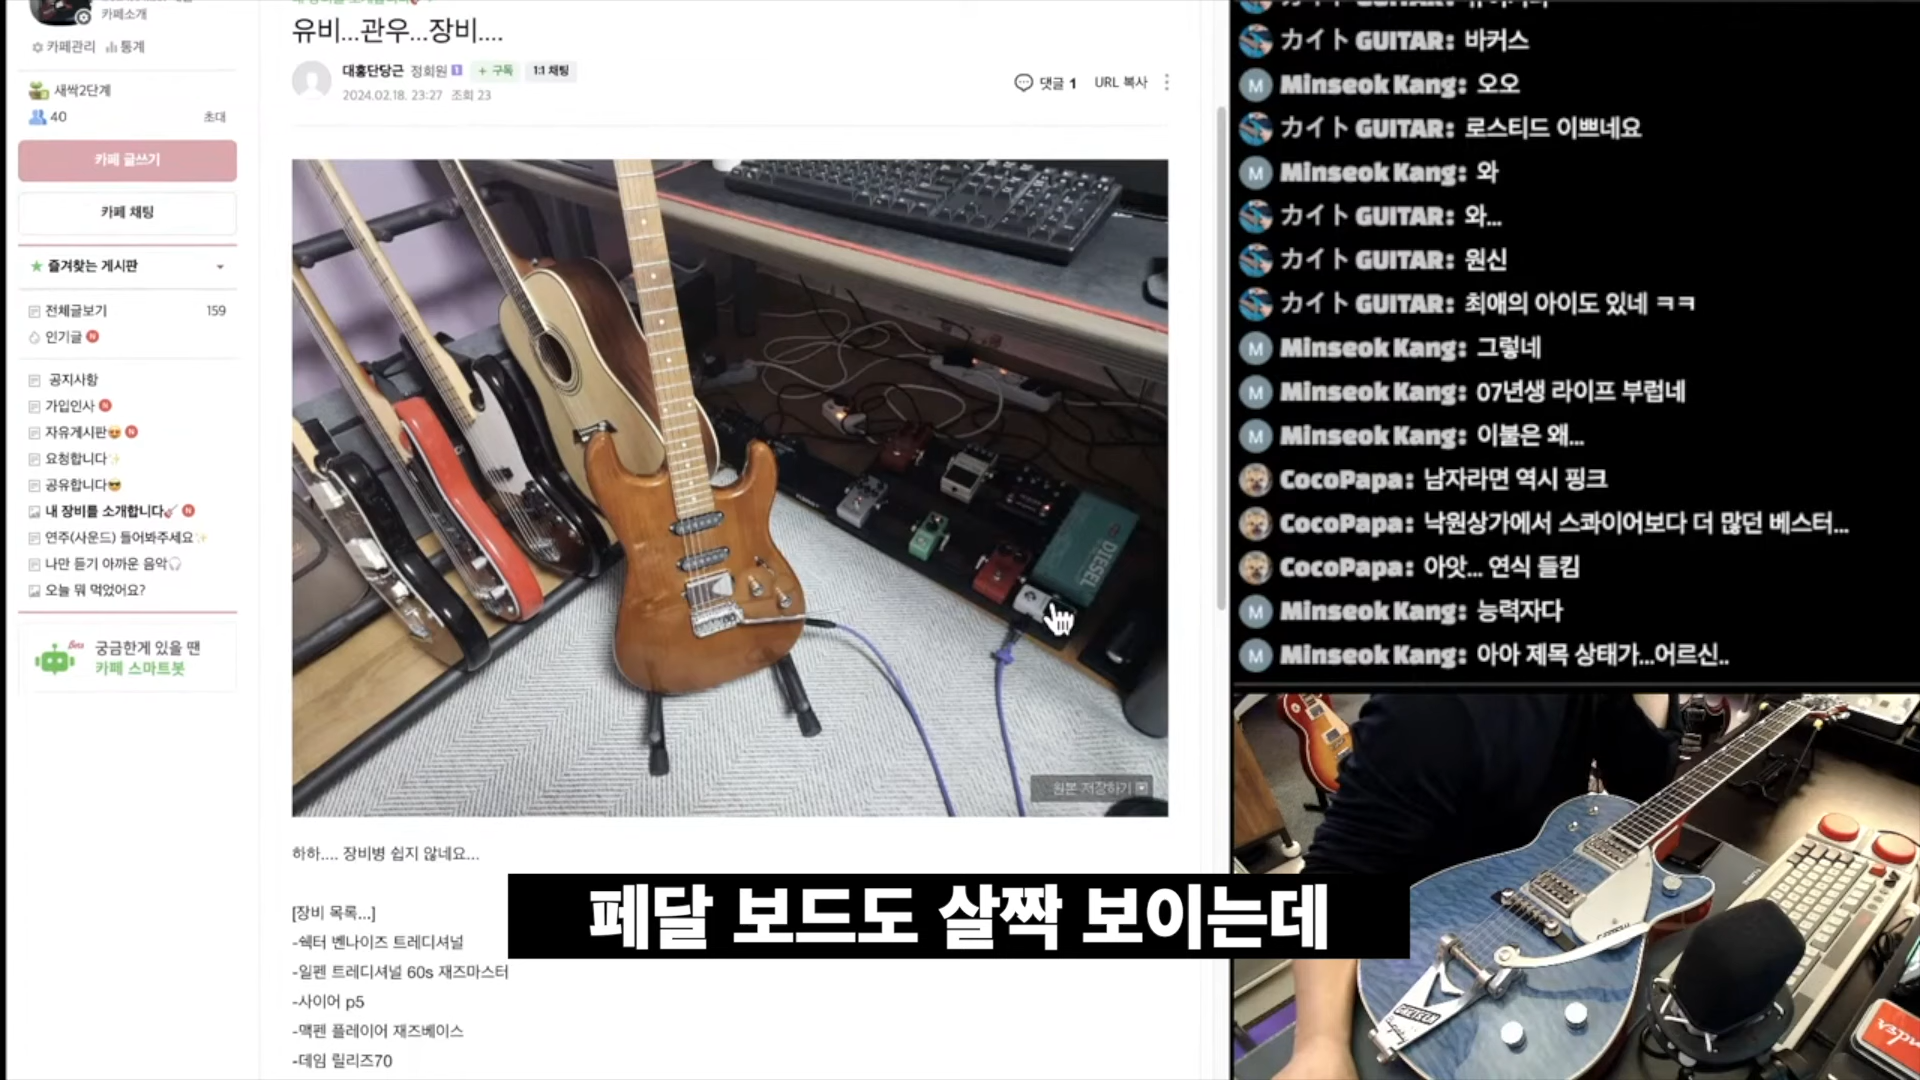 카페소개
카페관리 통계
새싹2단계
40 초대
카페 글쓰기
카페 채팅
즐겨찾는 게시판
전체글보기 159
인기글 N
공지사항
가입인사 N
자유게시판😍 N
요청합니다✨
공유합니다😎
내 장비를 소개합니다🎸 N
연주(사운드) 들어봐주세요✨
나만 듣기 아까운 음악🎧
오늘 뭐 먹었어요?
Beta
궁금한게 있을 땐
카페 스마트봇
유비...관우...장비....
대홍단당근 정회원 1 + 구독 1:1 채팅
2024.02.18. 23:27 조회 23
댓글 1 URL 복사
DIESEL
원본 저장하기
하하.... 장비병 쉽지 않네요...
[장비 목록...]
-쉑터 벤나이즈 트레디셔널
-일펜 트레디셔널 60s 재즈마스터
-사이어 p5
-맥펜 플레이어 재즈베이스
-데임 릴리즈70
페달 보드도 살짝 보이는데
カイト GUITAR: 바커스
M Minseok Kang: 오오
カイト GUITAR: 로스티드 이쁘네요
M Minseok Kang: 와
カイト GUITAR: 와...
カイト GUITAR: 원신
カイト GUITAR: 최애의 아이도 있네 ㅋㅋ
M Minseok Kang: 그렇네
M Minseok Kang: 07년생 라이프 부럽네
M Minseok Kang: 이불은 왜...
CocoPapa: 남자라면 역시 핑크
CocoPapa: 낙원상가에서 스콰이어보다 더 많던 베스터...
CocoPapa: 아앗... 연식 들킴
M Minseok Kang: 능력자다
M Minseok Kang: 아아 제목 상태가...어르신..
GRETSCH
GRETSCH
Bigsby